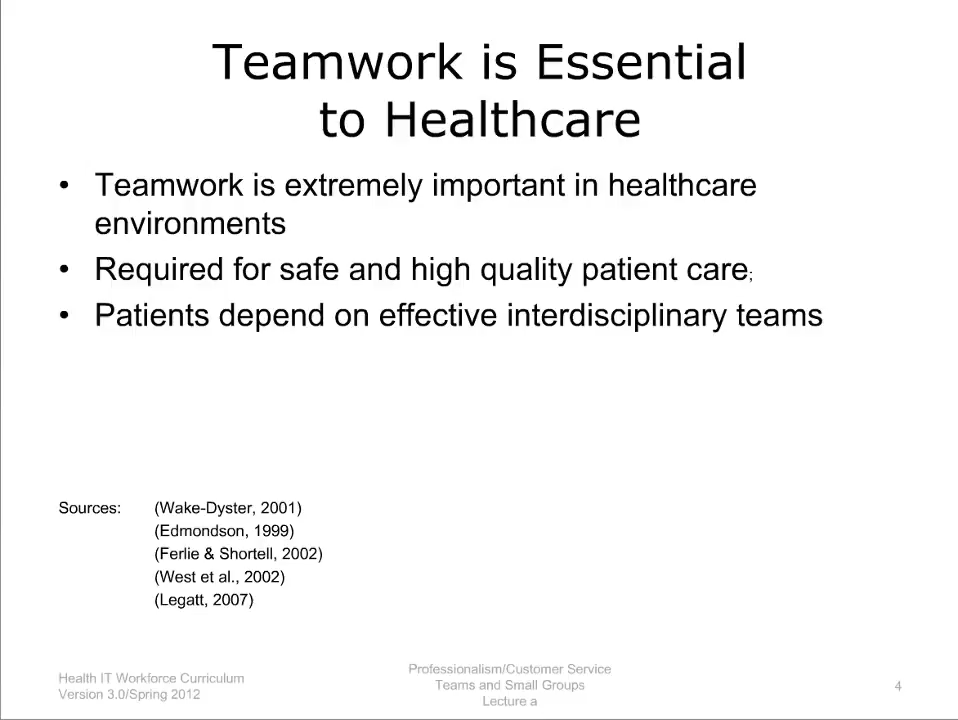 Teamwork is Essential
to Healthcare
• Teamwork is extremely important in healthcare
environments
• Required for safe and high quality patient care;
• Patients depend on effective interdisciplinary teams
Sources: (Wake-Dyster, 2001)
(Edmondson, 1999)
(Ferlie & Shortell, 2002)
(West et al., 2002)
(Legatt, 2007)
Health IT Workforce Curriculum
Version 3.0/Spring 2012
Professionalism/Customer Service
Teams and Small Groups
Lecture a
4